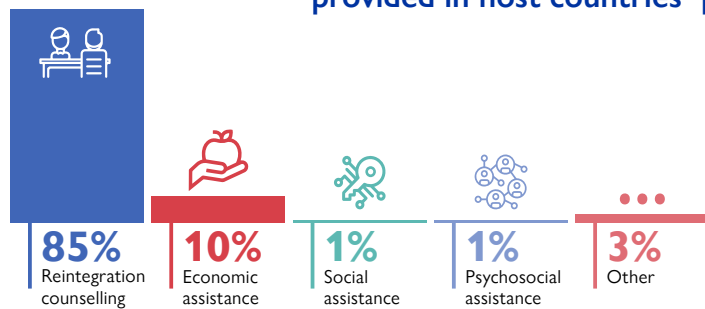 provided in host countries
85%
Reintegration
counselling
10%
Economic
assistance
1%
Social
assistance
1%
Psychosocial
assistance
3%
Other